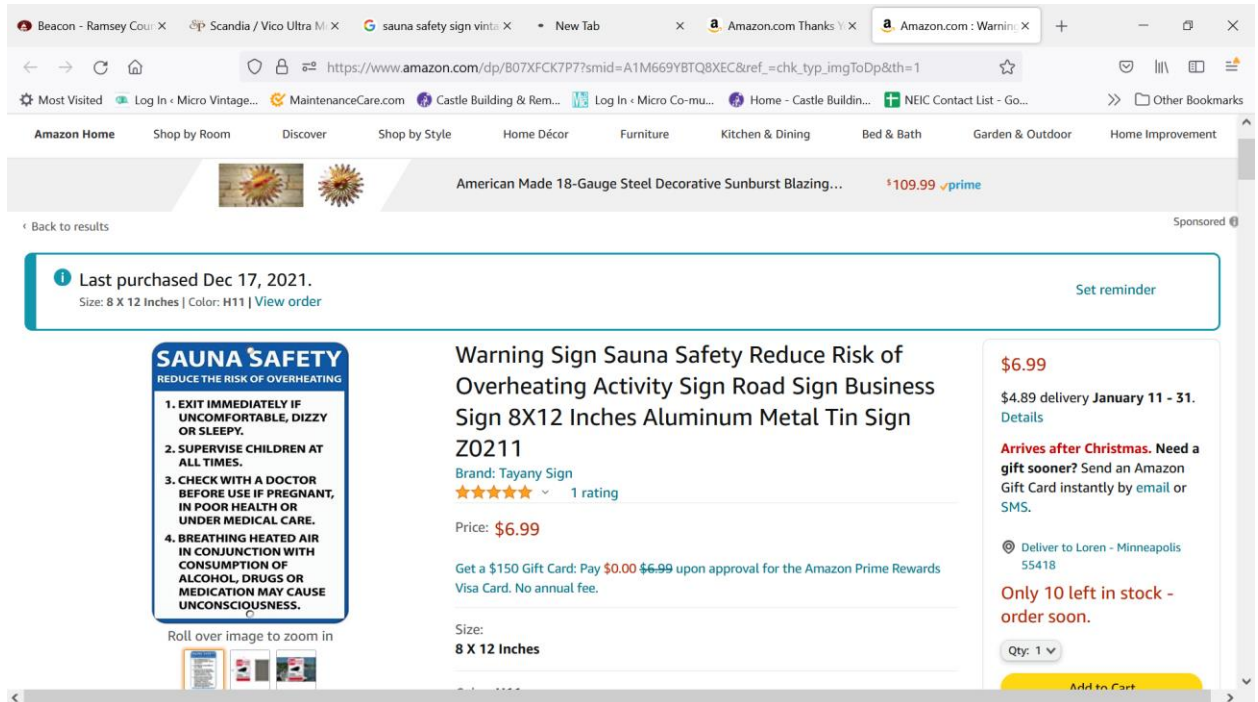 Beacon - Ramsey Coun
Scandia / Vico Ultra M
sauna safety sign vinta
New Tab
Amazon.com Thanks Y
Amazon.com : Warning
https://www.amazon.com/dp/B07XFCK7P7?smid=A1M669YBTQ8XEC&ref_=chk_typ_imgToDp&th=1
Most Visited
Log In ‹ Micro Vintage...
MaintenanceCare.com
Castle Building & Rem...
Log In ‹ Micro Co-mu...
Home - Castle Buildin...
NEIC Contact List - Go...
Other Bookmarks
Amazon Home
Shop by Room
Discover
Shop by Style
Home Décor
Furniture
Kitchen & Dining
Bed & Bath
Garden & Outdoor
Home Improvement
American Made 18-Gauge Steel Decorative Sunburst Blazing...
$109.99 prime
‹ Back to results
Sponsored
Last purchased Dec 17, 2021.
Size: 8 X 12 Inches | Color: H11 | View order
Set reminder
SAUNA SAFETY
REDUCE THE RISK OF OVERHEATING
1. EXIT IMMEDIATELY IF
UNCOMFORTABLE, DIZZY
OR SLEEPY.
2. SUPERVISE CHILDREN AT
ALL TIMES.
3. CHECK WITH A DOCTOR
BEFORE USE IF PREGNANT,
IN POOR HEALTH OR
UNDER MEDICAL CARE.
4. BREATHING HEATED AIR
IN CONJUNCTION WITH
CONSUMPTION OF
ALCOHOL, DRUGS OR
MEDICATION MAY CAUSE
UNCONSCIOUSNESS.
Roll over image to zoom in
Warning Sign Sauna Safety Reduce Risk of
Overheating Activity Sign Road Sign Business
Sign 8X12 Inches Aluminum Metal Tin Sign
Z0211
Brand: Tayany Sign
1 rating
Price: $6.99
Get a $150 Gift Card: Pay $0.00 $6.99 upon approval for the Amazon Prime Rewards
Visa Card. No annual fee.
Size:
8 X 12 Inches
$6.99
$4.89 delivery January 11 - 31.
Details
Arrives after Christmas. Need a
gift sooner? Send an Amazon
Gift Card instantly by email or
SMS.
Deliver to Loren - Minneapolis
55418
Only 10 left in stock -
order soon.
Qty: 1
Add to Cart